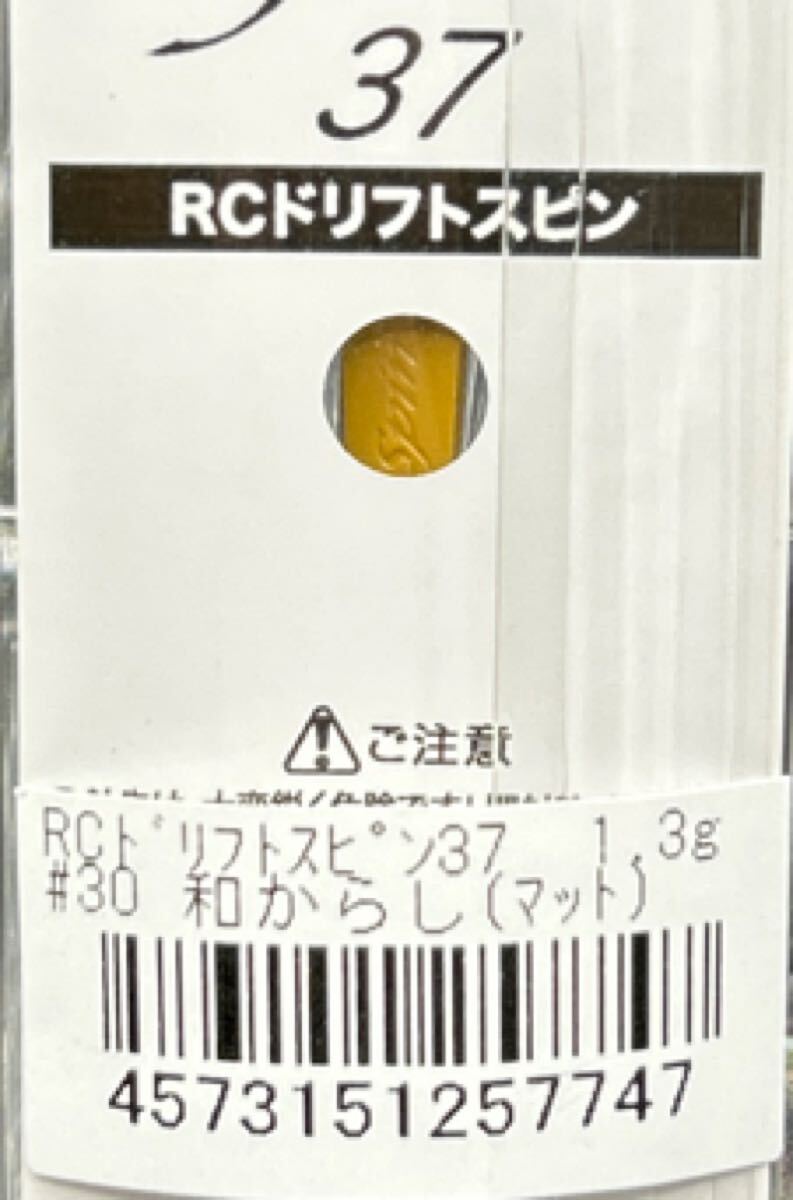 37
RCドリフトスピン
Spin
ご注意
RCドリフトスピン37 1.3g
#30 和からし(マット)
4573151257747